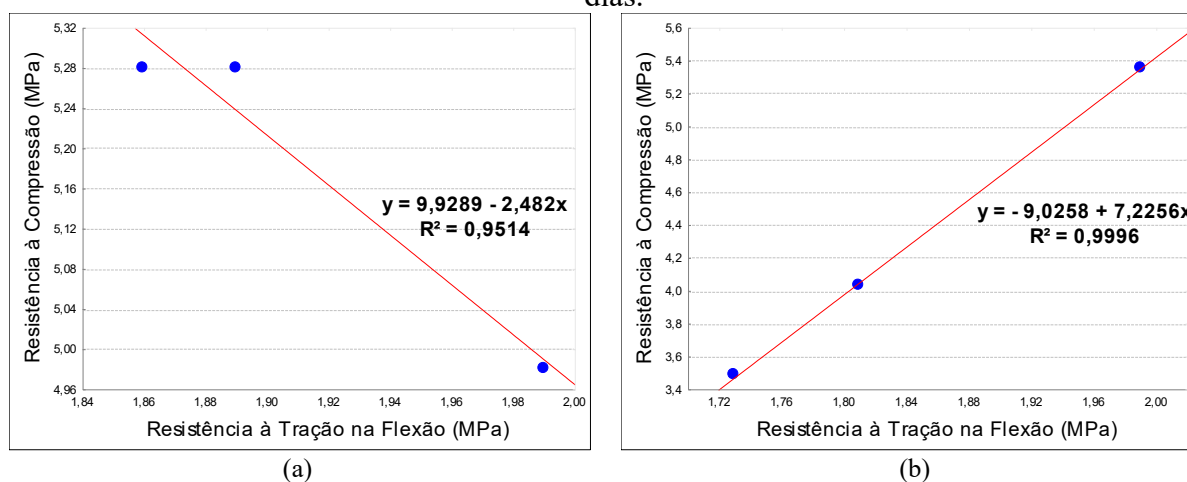 dias.
5,32
5,28
5,24
5,20
5,16
5,12
5,08
5,04
5,00
4,96
1,84 1,86 1,88 1,90 1,92 1,94 1,96 1,98 2,00
Resistência à Compressão (MPa)
Resistência à Tração na Flexão (MPa)
y = 9,9289 - 2,482x
R² = 0,9514
(a)
5,6
5,4
5,2
5,0
4,8
4,6
4,4
4,2
4,0
3,8
3,6
3,4
1,72 1,76 1,80 1,84 1,88 1,92 1,96 2,00
Resistência à Compressão (MPa)
Resistência à Tração na Flexão (MPa)
y = - 9,0258 + 7,2256x
R² = 0,9996
(b)